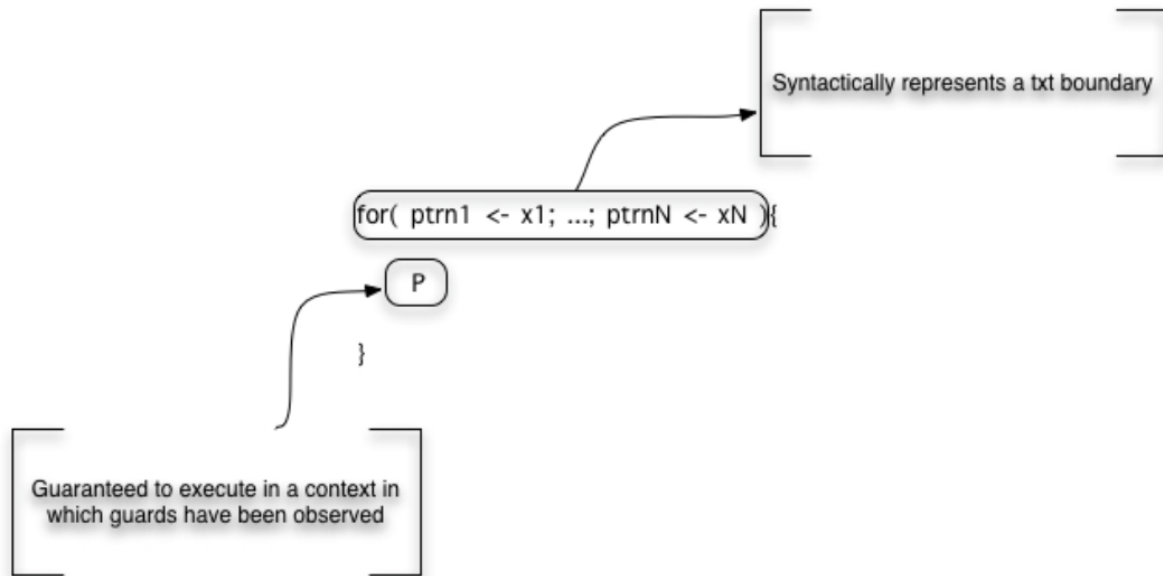 Syntactically represents a txt boundary
for( ptrn1 <- x1; ...; ptrnN <- xN ){
P
}
Guaranteed to execute in a context in
which guards have been observed